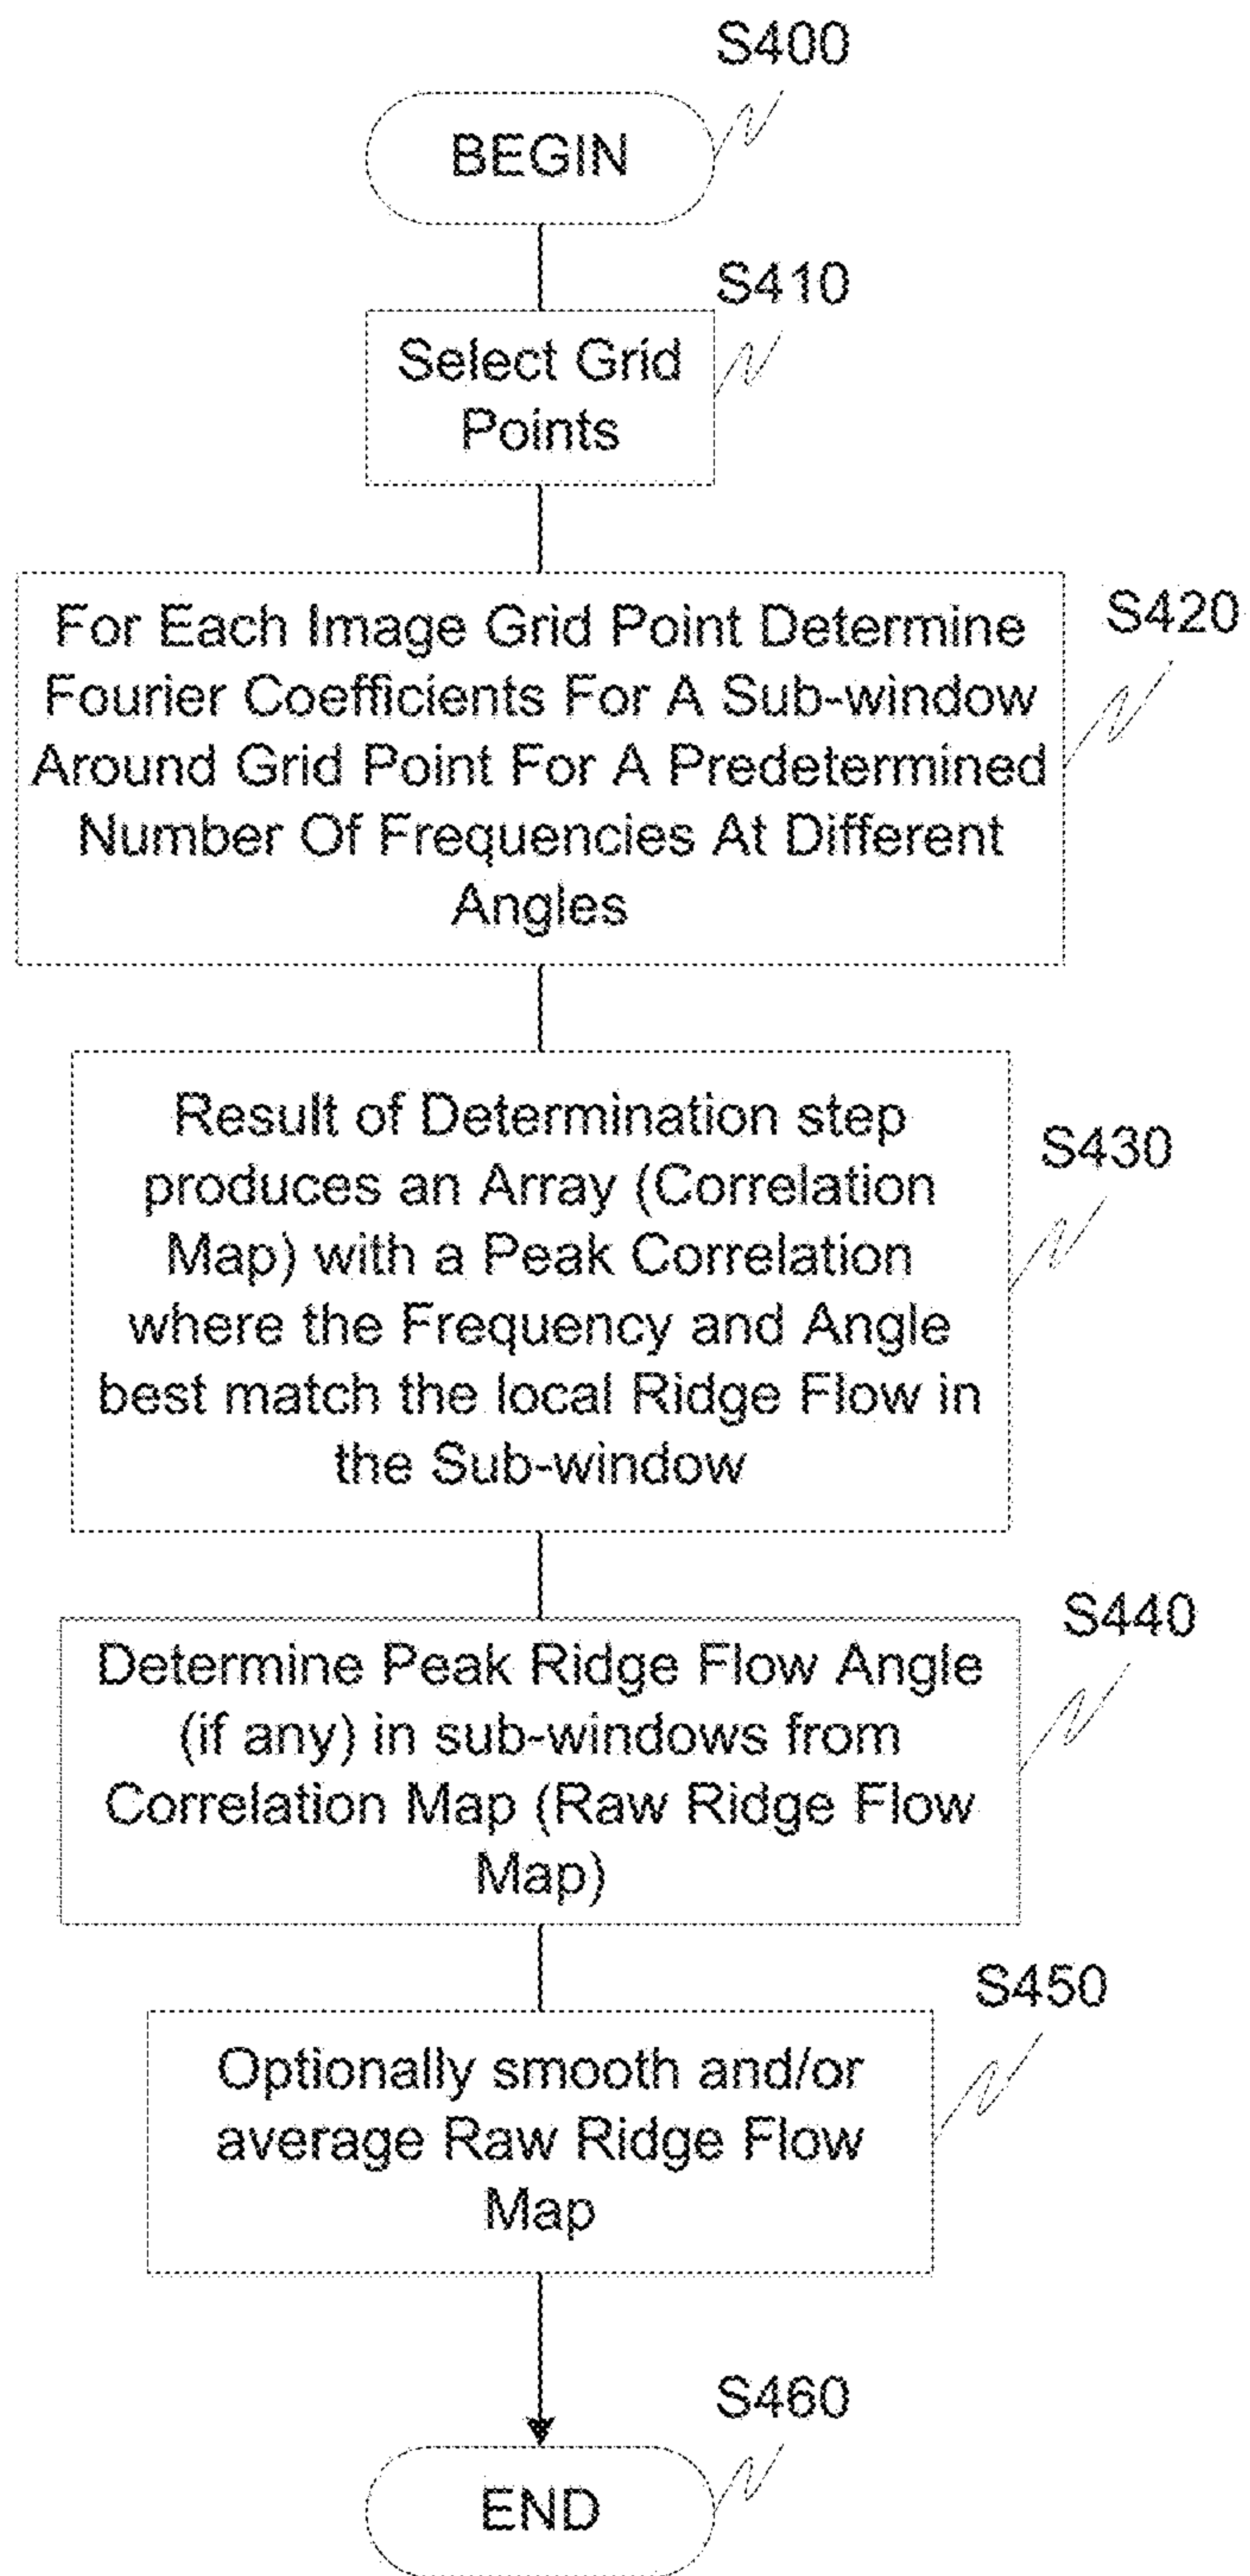 S400
BEGIN
S410
Select Grid
Points
S420
For Each Image Grid Point Determine
Fourier Coefficients For A Sub-window
Around Grid Point For A Predetermined
Number Of Frequencies At Different
Angles
S430
Result of Determination step
produces an Array (Correlation
Map) with a Peak Correlation
where the Frequency and Angle
best match the local Ridge Flow in
the Sub-window
S440
Determine Peak Ridge Flow Angle
(if any) in sub-windows from
Correlation Map (Raw Ridge Flow
Map)
S450
Optionally smooth and/or
average Raw Ridge Flow
Map
S460
END